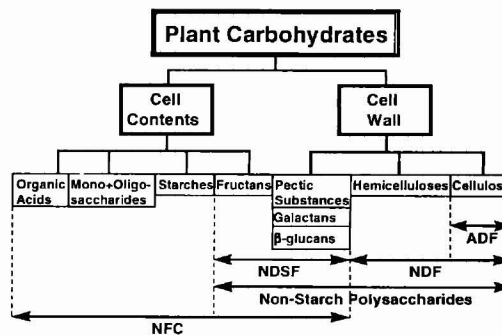 Plant Carbohydrates
Cell
Contents
Cell
Wall
Organic
Acids
Mono+Oligo-
saccharides
Starches
Fructans
Pectic
Substances
Galactans
β-glucans
Hemicelluloses
Cellulos
ADF
NDSF
NDF
Non-Starch Polysaccharides
NFC